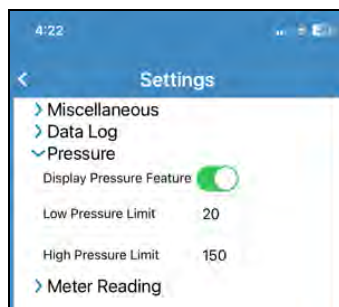 4:22
Settings
Miscellaneous
Data Log
Pressure
Display Pressure Feature
Low Pressure Limit 20
High Pressure Limit 150
Meter Reading